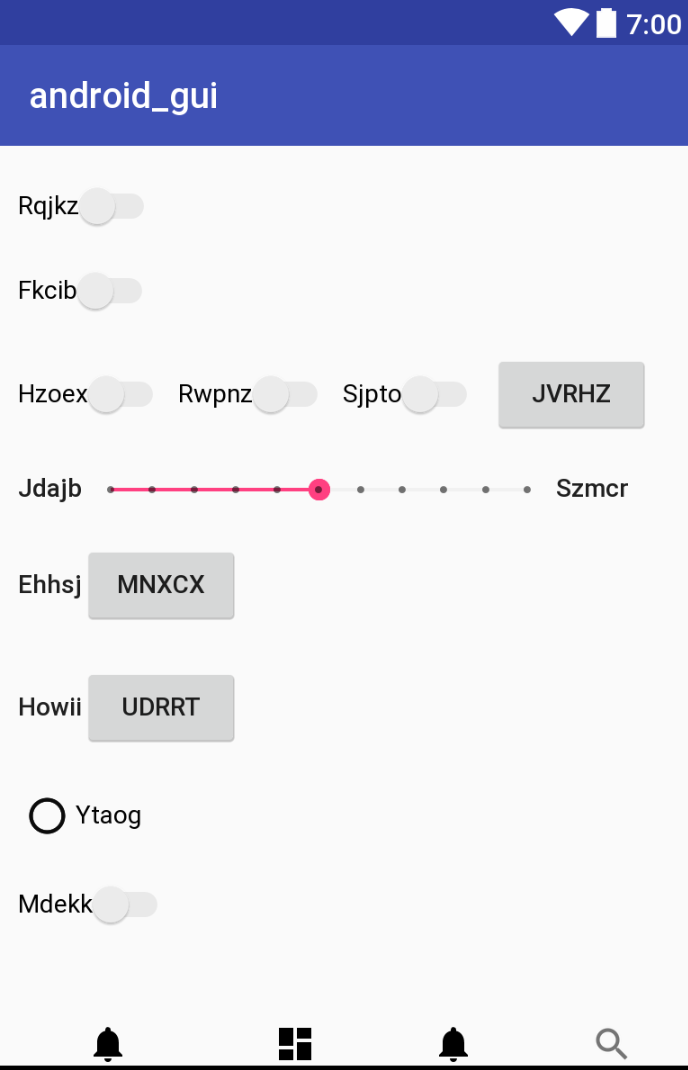 7:00
android_gui
Rqjkz
Fkcib
Hzoex Rwpnz Sjpto JVRHZ
Jdajb Szmcr
Ehhsj MNXCX
Howii UDRRT
Ytaog
Mdekk